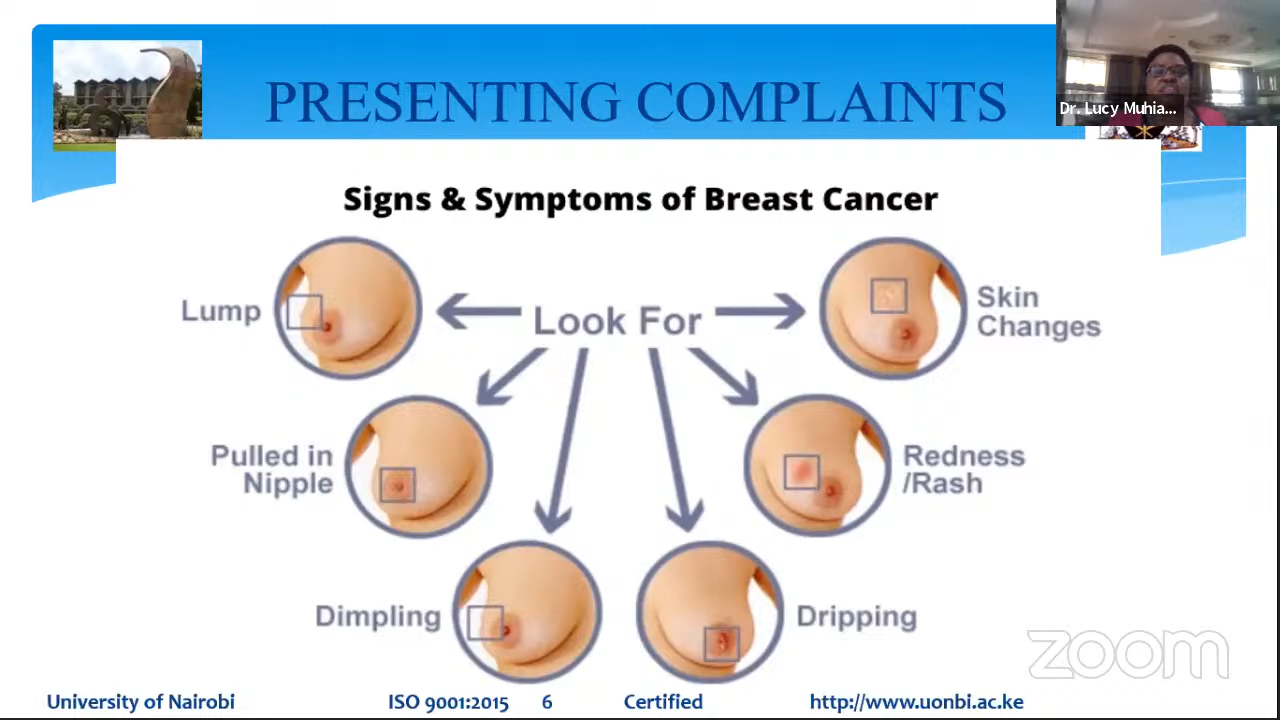 PRESENTING COMPLAINTS
Dr. Lucy Muhia...
Signs & Symptoms of Breast Cancer
Look For
Lump
Skin
Changes
Pulled in
Nipple
Redness
/Rash
Dimpling
Dripping
zoom
University of Nairobi
ISO 9001:2015
6
Certified
http://www.uonbi.ac.ke